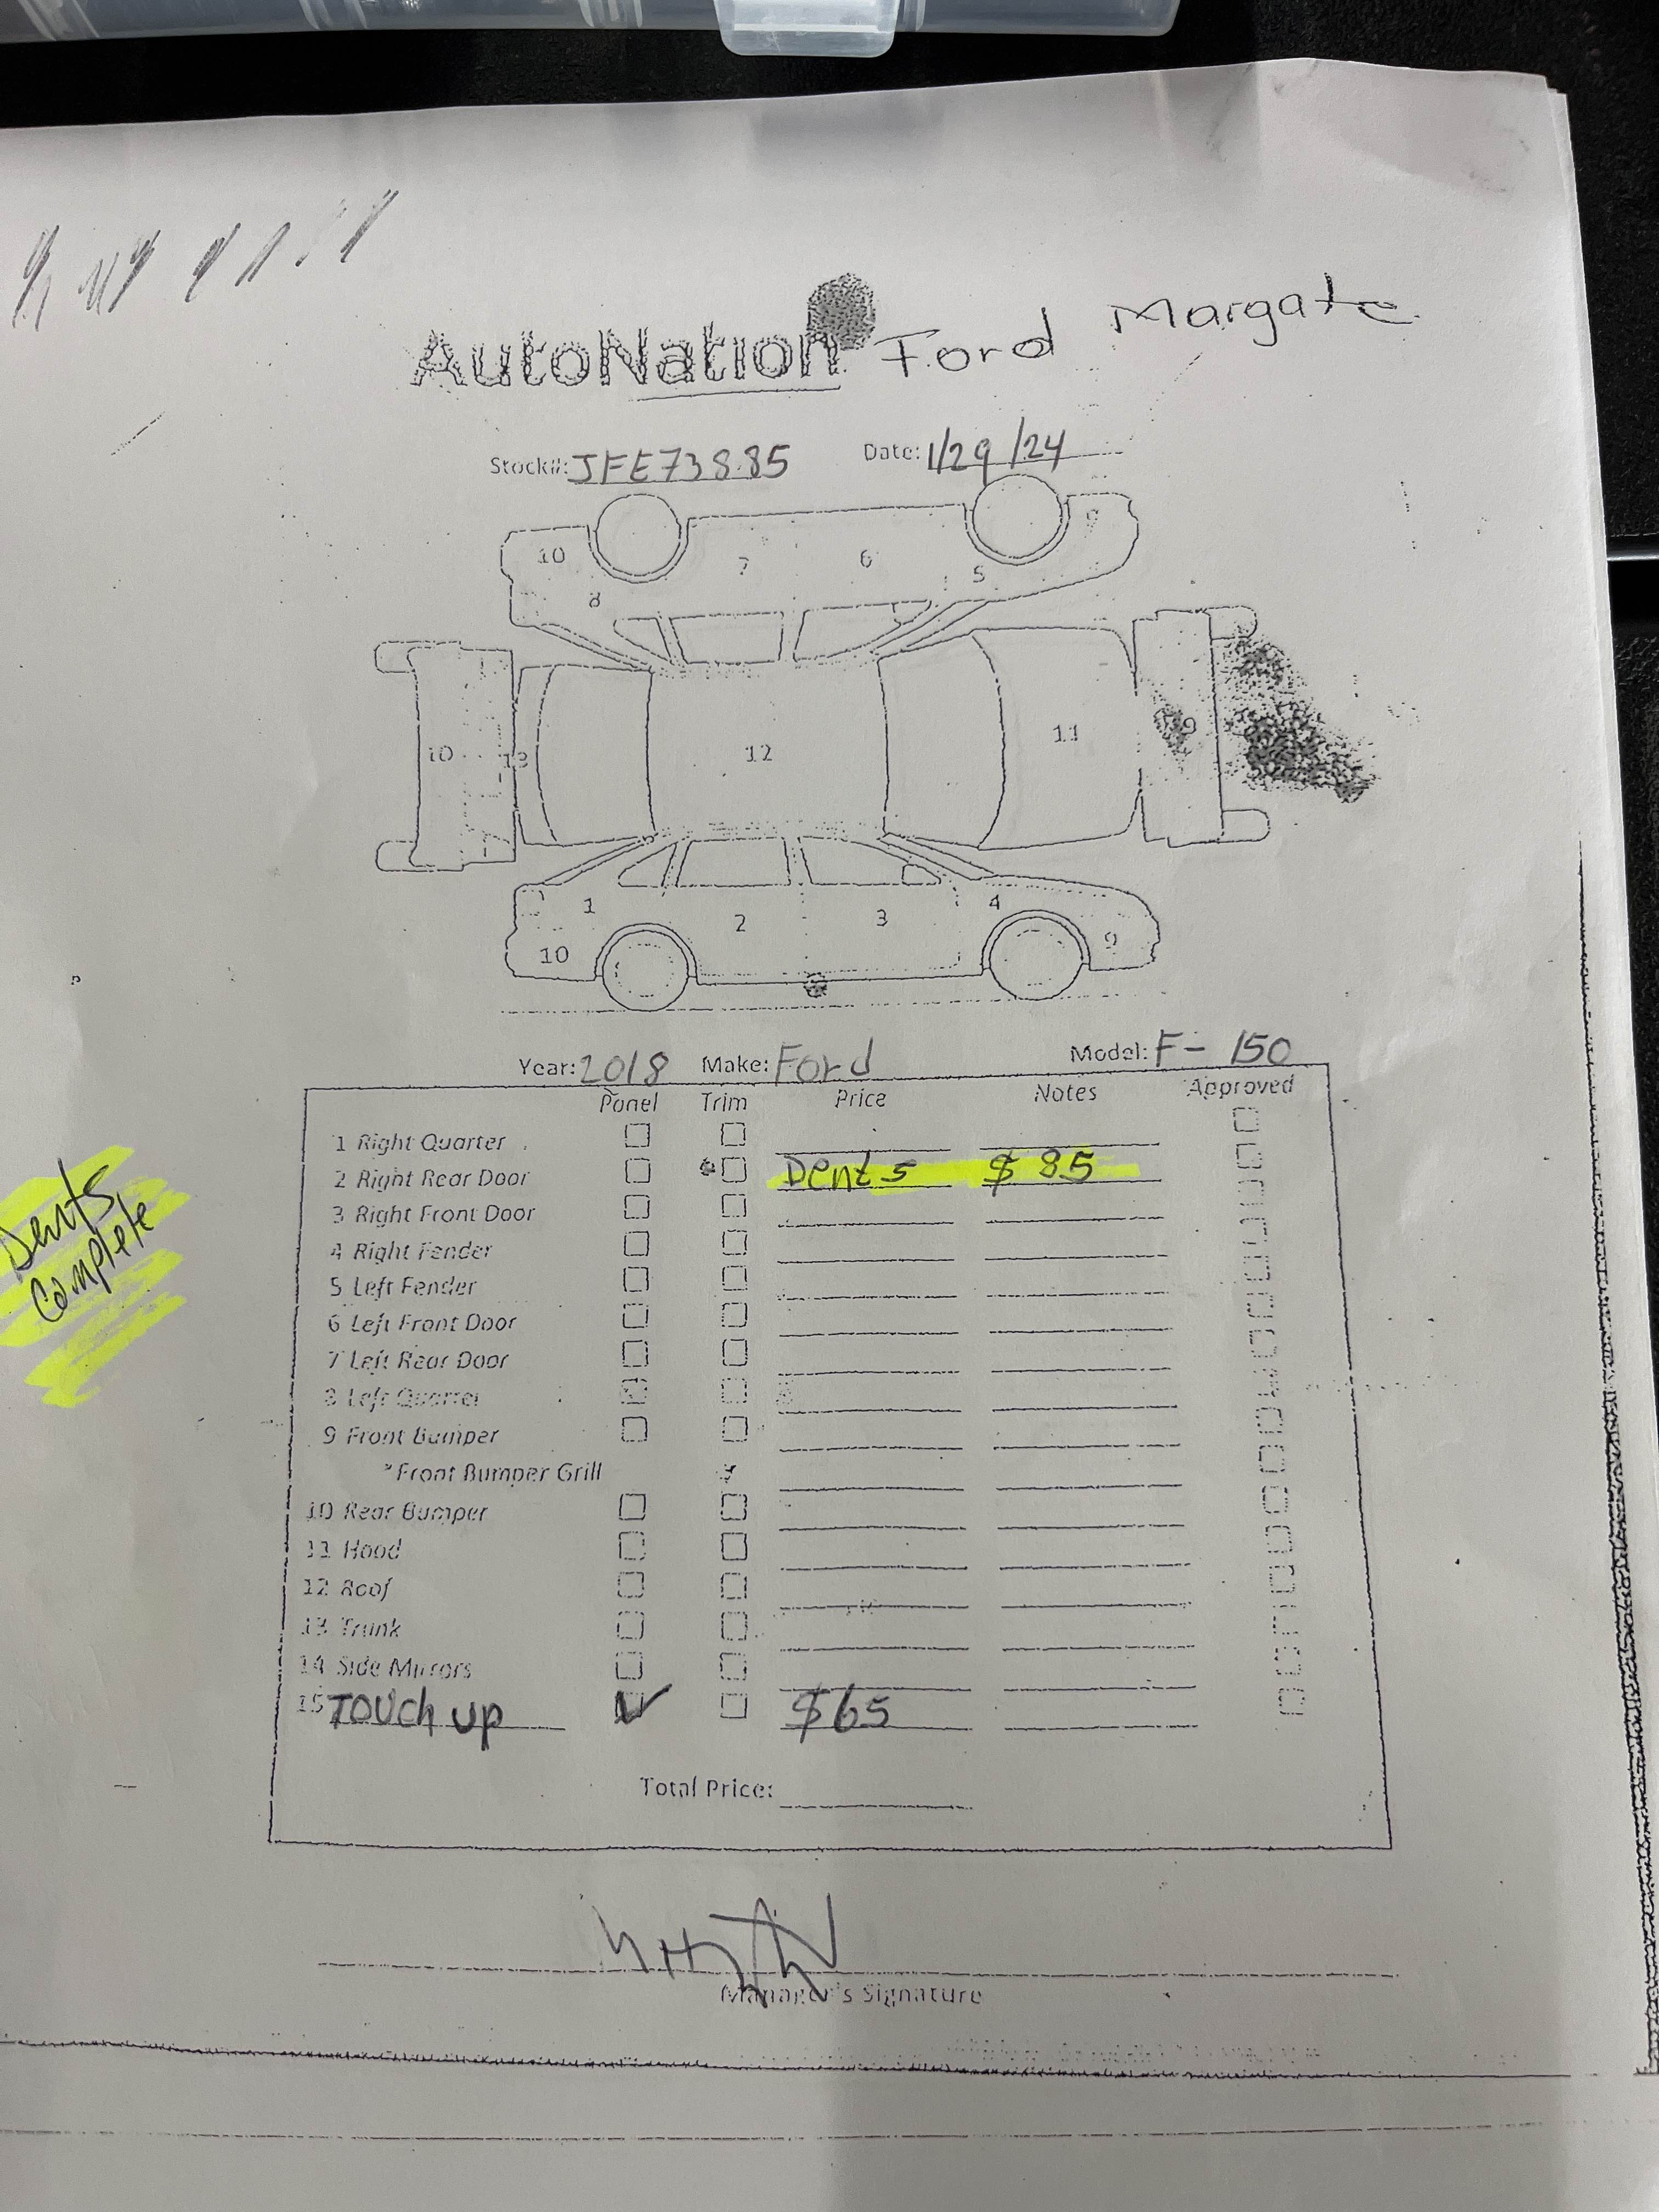 AutoNation Ford Margate
Stock#: JFE73885 Date: 1/29/24
10 7 6 5 9
8
10 13 12 11 9
1 2 3 4
10 9
Year: 2018 Make: Ford Model: F-150
Panel Trim Price Notes Approved
1 Right Quarter
2 Right Rear Door Dents $85
3 Right Front Door
4 Right Fender
5 Left Fender
6 Left Front Door
7 Left Rear Door
8 Left Quarter
9 Front Bumper
*Front Bumper Grill
10 Rear Bumper
11 Hood
12 Roof
13 Trunk
14 Side Mirrors
15 Touch up $65
Total Price:
Manager's Signature
Dents
Complete